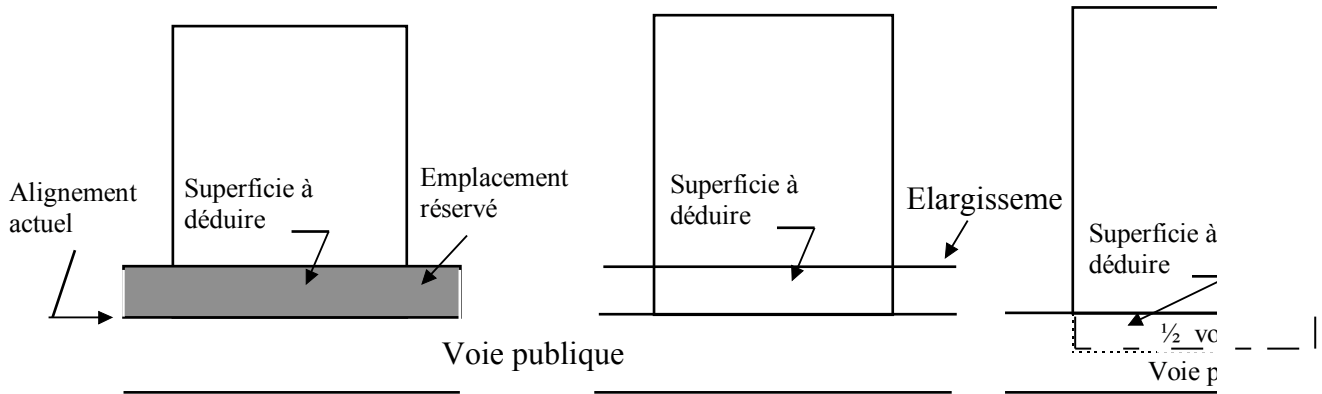 Alignement
actuel
Superficie à
déduire
Emplacement
réservé
Superficie à
déduire
Elargisseme
Superficie à
déduire
½ vo
Voie publique
Voie p